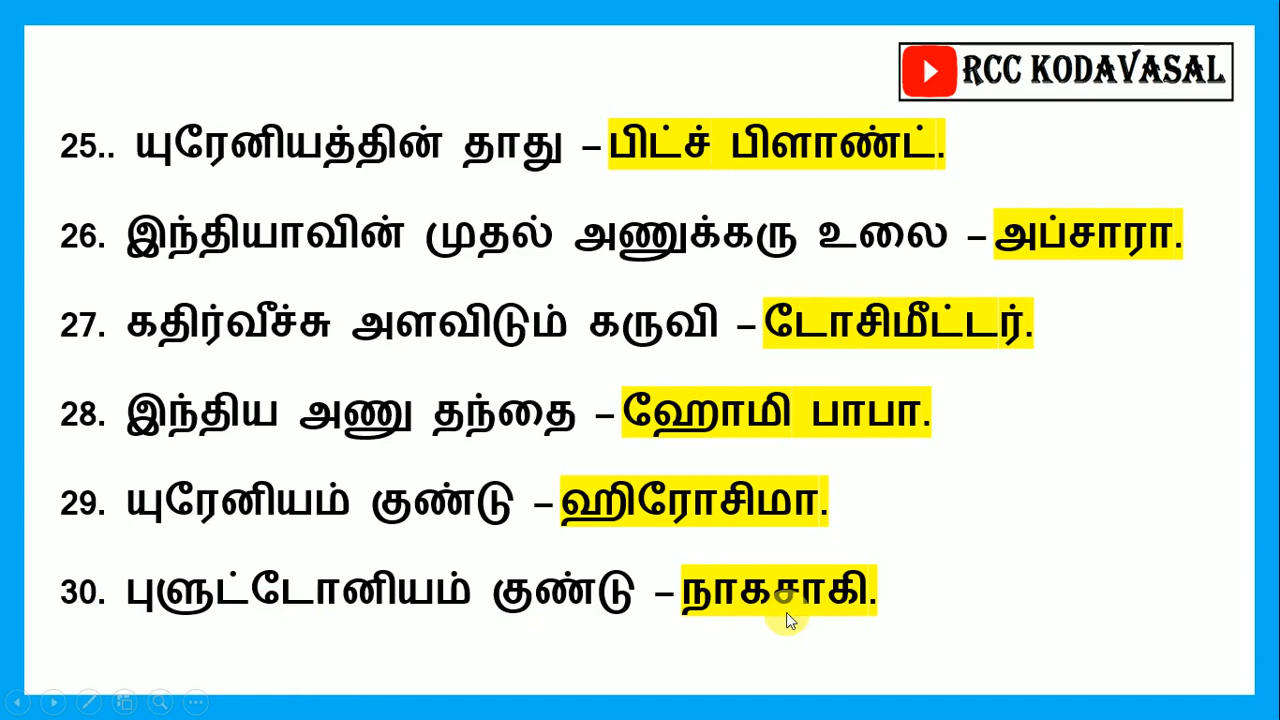 RCC KODAVASAL
25.. யுரேனியத்தின் தாது – பிட்ச் பிளாண்ட்.
26. இந்தியாவின் முதல் அணுக்கரு உலை – அப்சாரா.
27. கதிர்வீச்சு அளவிடும் கருவி – டோசிமீட்டர்.
28. இந்திய அணு தந்தை – ஹோமி பாபா.
29. யுரேனியம் குண்டு – ஹிரோசிமா.
30. புளுட்டோனியம் குண்டு – நாகசாகி.